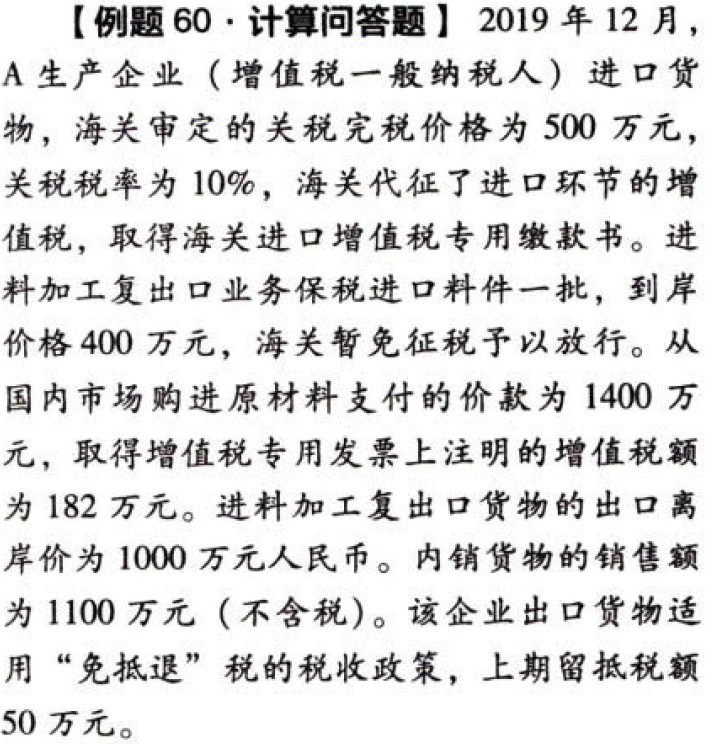 【例题 60·计算问答题】 2019 年 12 月，
A 生产企业（增值税一般纳税人）进口货
物，海关审定的关税完税价格为 500 万元，
关税税率为 10%，海关代征了进口环节的增
值税，取得海关进口增值税专用缴款书。进
料加工复出口业务保税进口料件一批，到岸
价格 400 万元，海关暂免征税予以放行。从
国内市场购进原材料支付的价款为 1400 万
元，取得增值税专用发票上注明的增值税额
为 182 万元。进料加工复出口货物的出口离
岸价为 1000 万元人民币。内销货物的销售额
为 1100 万元（不含税）。该企业出口货物适
用“免抵退”税的税收政策，上期留抵税额
50 万元。